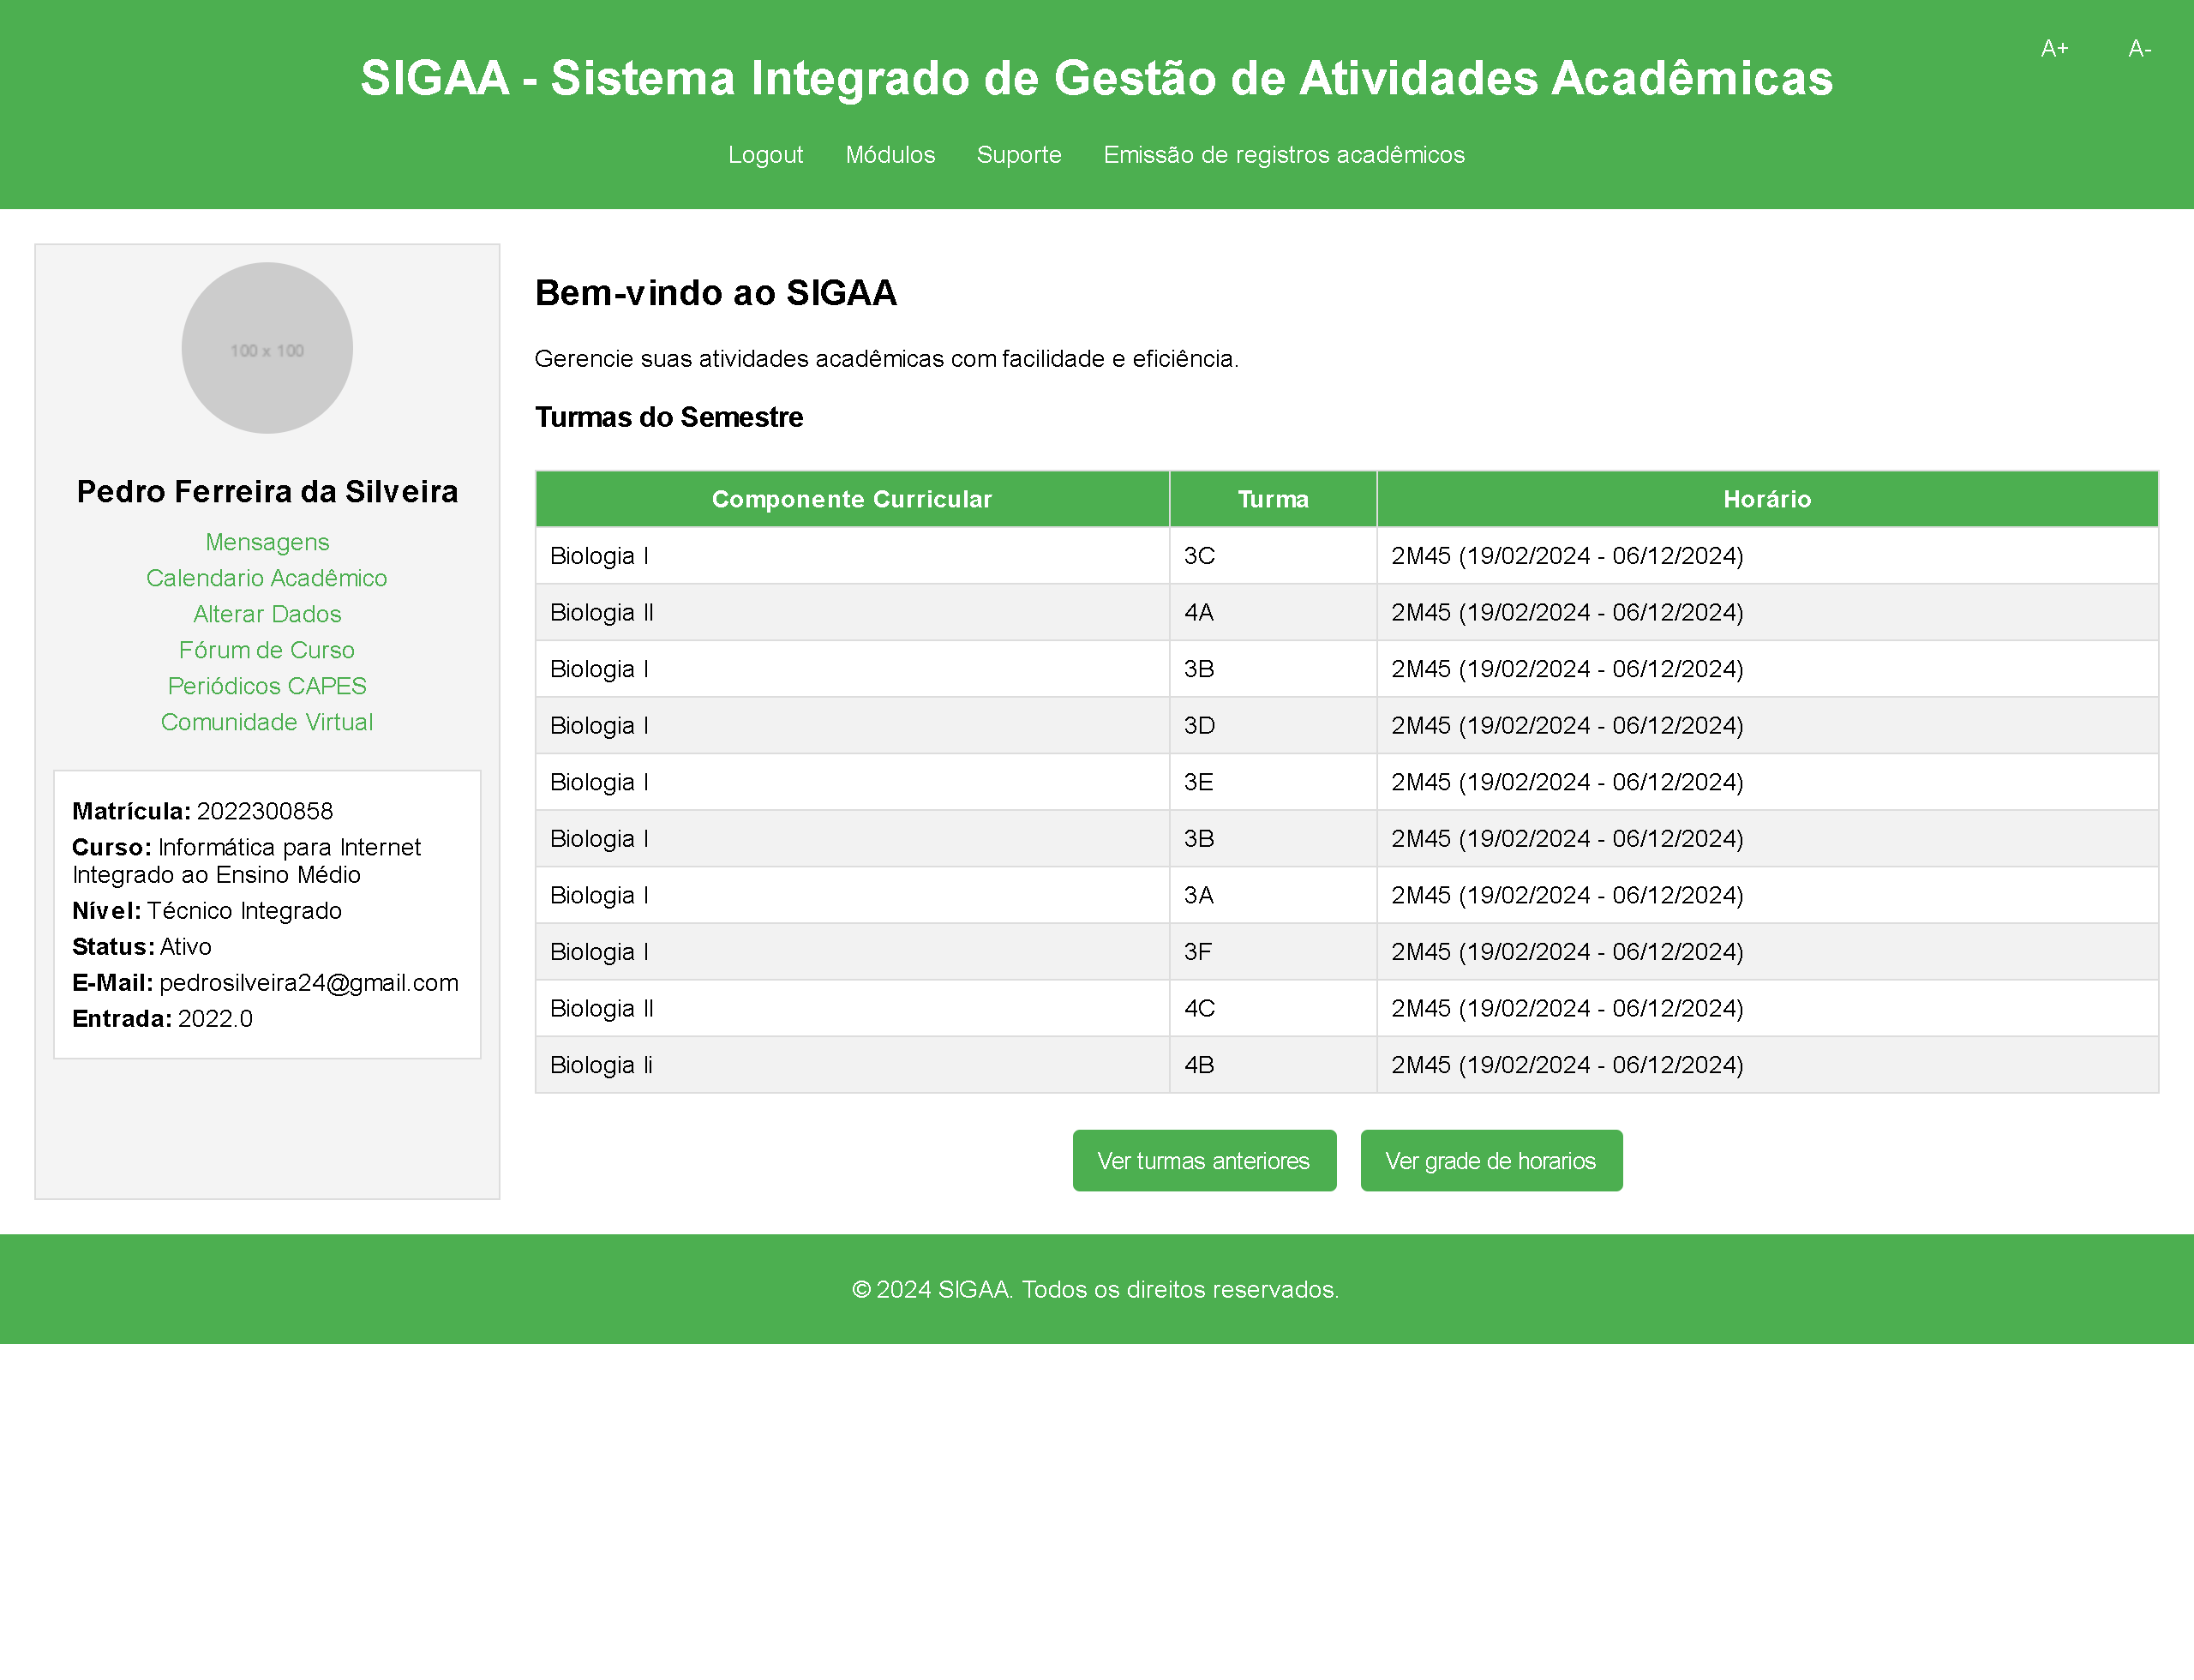 A+ A-
SIGAA - Sistema Integrado de Gestão de Atividades Acadêmicas
Logout Módulos Suporte Emissão de registros acadêmicos
100 x 100
Pedro Ferreira da Silveira
Mensagens
Calendario Acadêmico
Alterar Dados
Fórum de Curso
Periódicos CAPES
Comunidade Virtual
Matrícula: 2022300858
Curso: Informática para Internet
Integrado ao Ensino Médio
Nível: Técnico Integrado
Status: Ativo
E-Mail: pedrosilveira24@gmail.com
Entrada: 2022.0
Bem-vindo ao SIGAA
Gerencie suas atividades acadêmicas com facilidade e eficiência.
Turmas do Semestre
Componente Curricular Turma Horário
Biologia I 3C 2M45 (19/02/2024 - 06/12/2024)
Biologia II 4A 2M45 (19/02/2024 - 06/12/2024)
Biologia I 3B 2M45 (19/02/2024 - 06/12/2024)
Biologia I 3D 2M45 (19/02/2024 - 06/12/2024)
Biologia I 3E 2M45 (19/02/2024 - 06/12/2024)
Biologia I 3B 2M45 (19/02/2024 - 06/12/2024)
Biologia I 3A 2M45 (19/02/2024 - 06/12/2024)
Biologia I 3F 2M45 (19/02/2024 - 06/12/2024)
Biologia II 4C 2M45 (19/02/2024 - 06/12/2024)
Biologia Ii 4B 2M45 (19/02/2024 - 06/12/2024)
Ver turmas anteriores Ver grade de horarios
© 2024 SIGAA. Todos os direitos reservados.